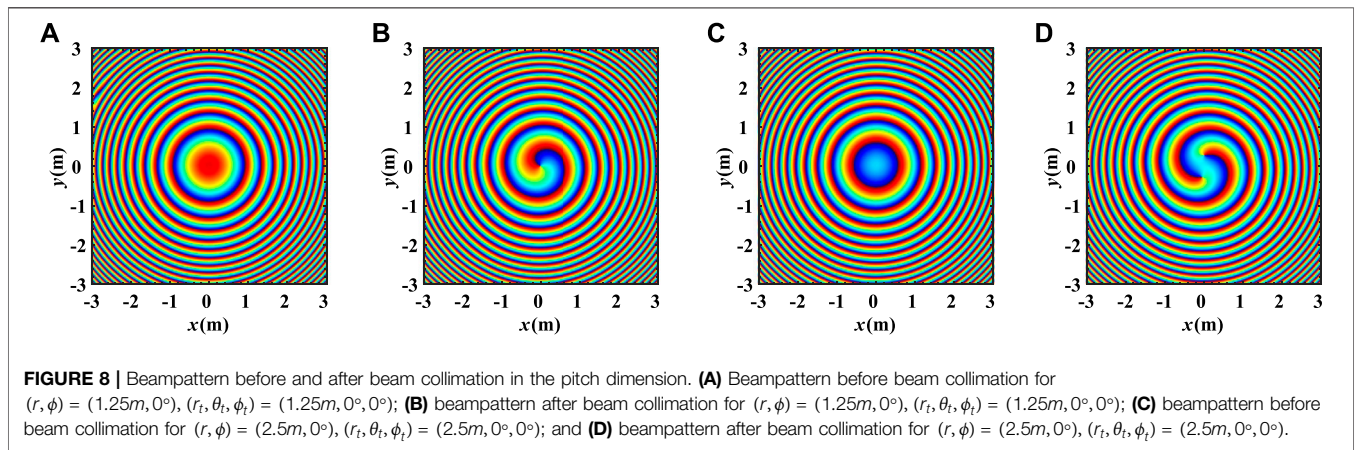 A B C D
3 3 3 3
2 2 2 2
1 1 1 1
y(m) 0 y(m) 0 y(m) 0 y(m) 0
-1 -1 -1 -1
-2 -2 -2 -2
-3 -3 -3 -3
-3 -2 -1 0 1 2 3 -3 -2 -1 0 1 2 3 -3 -2 -1 0 1 2 3 -3 -2 -1 0 1 2 3
x(m) x(m) x(m) x(m)
FIGURE 8 | Beampattern before and after beam collimation in the pitch dimension. (A) Beampattern before beam collimation for
(r, ϕ) = (1.25m, 0°), (rₜ, θₜ, ϕₜ) = (1.25m, 0°, 0°); (B) beampattern after beam collimation for (r, ϕ) = (1.25m, 0°), (rₜ, θₜ, ϕₜ) = (1.25m, 0°, 0°); (C) beampattern before
beam collimation for (r, ϕ) = (2.5m, 0°), (rₜ, θₜ, ϕₜ) = (2.5m, 0°, 0°); and (D) beampattern after beam collimation for (r, ϕ) = (2.5m, 0°), (rₜ, θₜ, ϕₜ) = (2.5m, 0°, 0°).